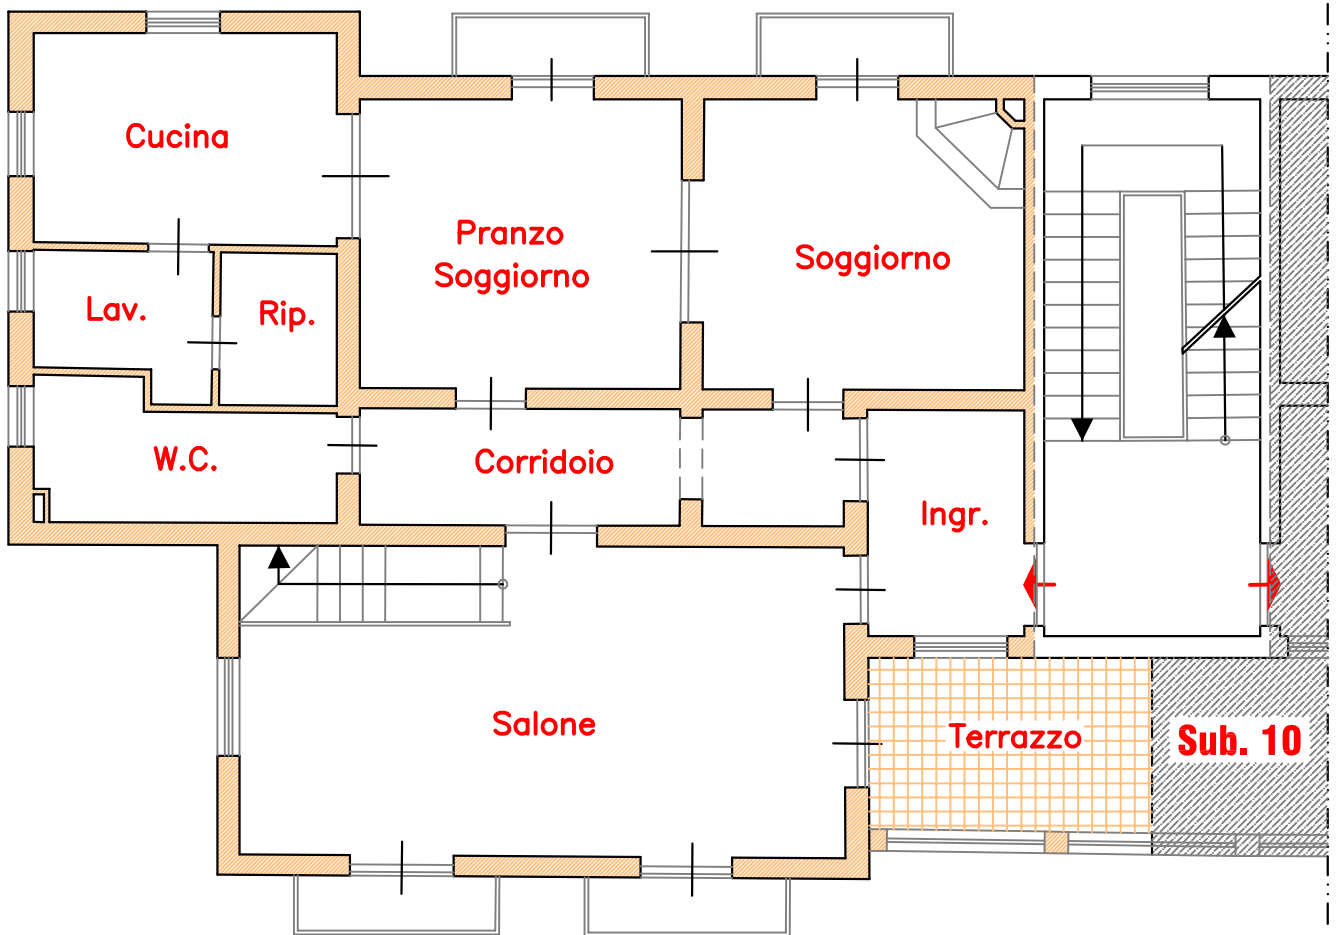 Cucina
Pranzo
Soggiorno
Soggiorno
Lav.
Rip.
W.C.
Corridoio
Ingr.
Salone
Terrazzo
Sub. 10